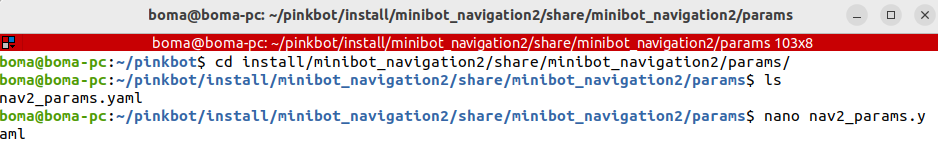 boma@boma-pc: ~/pinkbot/install/minibot_navigation2/share/minibot_navigation2/params
boma@boma-pc: ~/pinkbot/install/minibot_navigation2/share/minibot_navigation2/params 103x8
boma@boma-pc:~/pinkbot$ cd install/minibot_navigation2/share/minibot_navigation2/params/
boma@boma-pc:~/pinkbot/install/minibot_navigation2/share/minibot_navigation2/params$ ls
nav2_params.yaml
boma@boma-pc:~/pinkbot/install/minibot_navigation2/share/minibot_navigation2/params$ nano nav2_params.y
aml